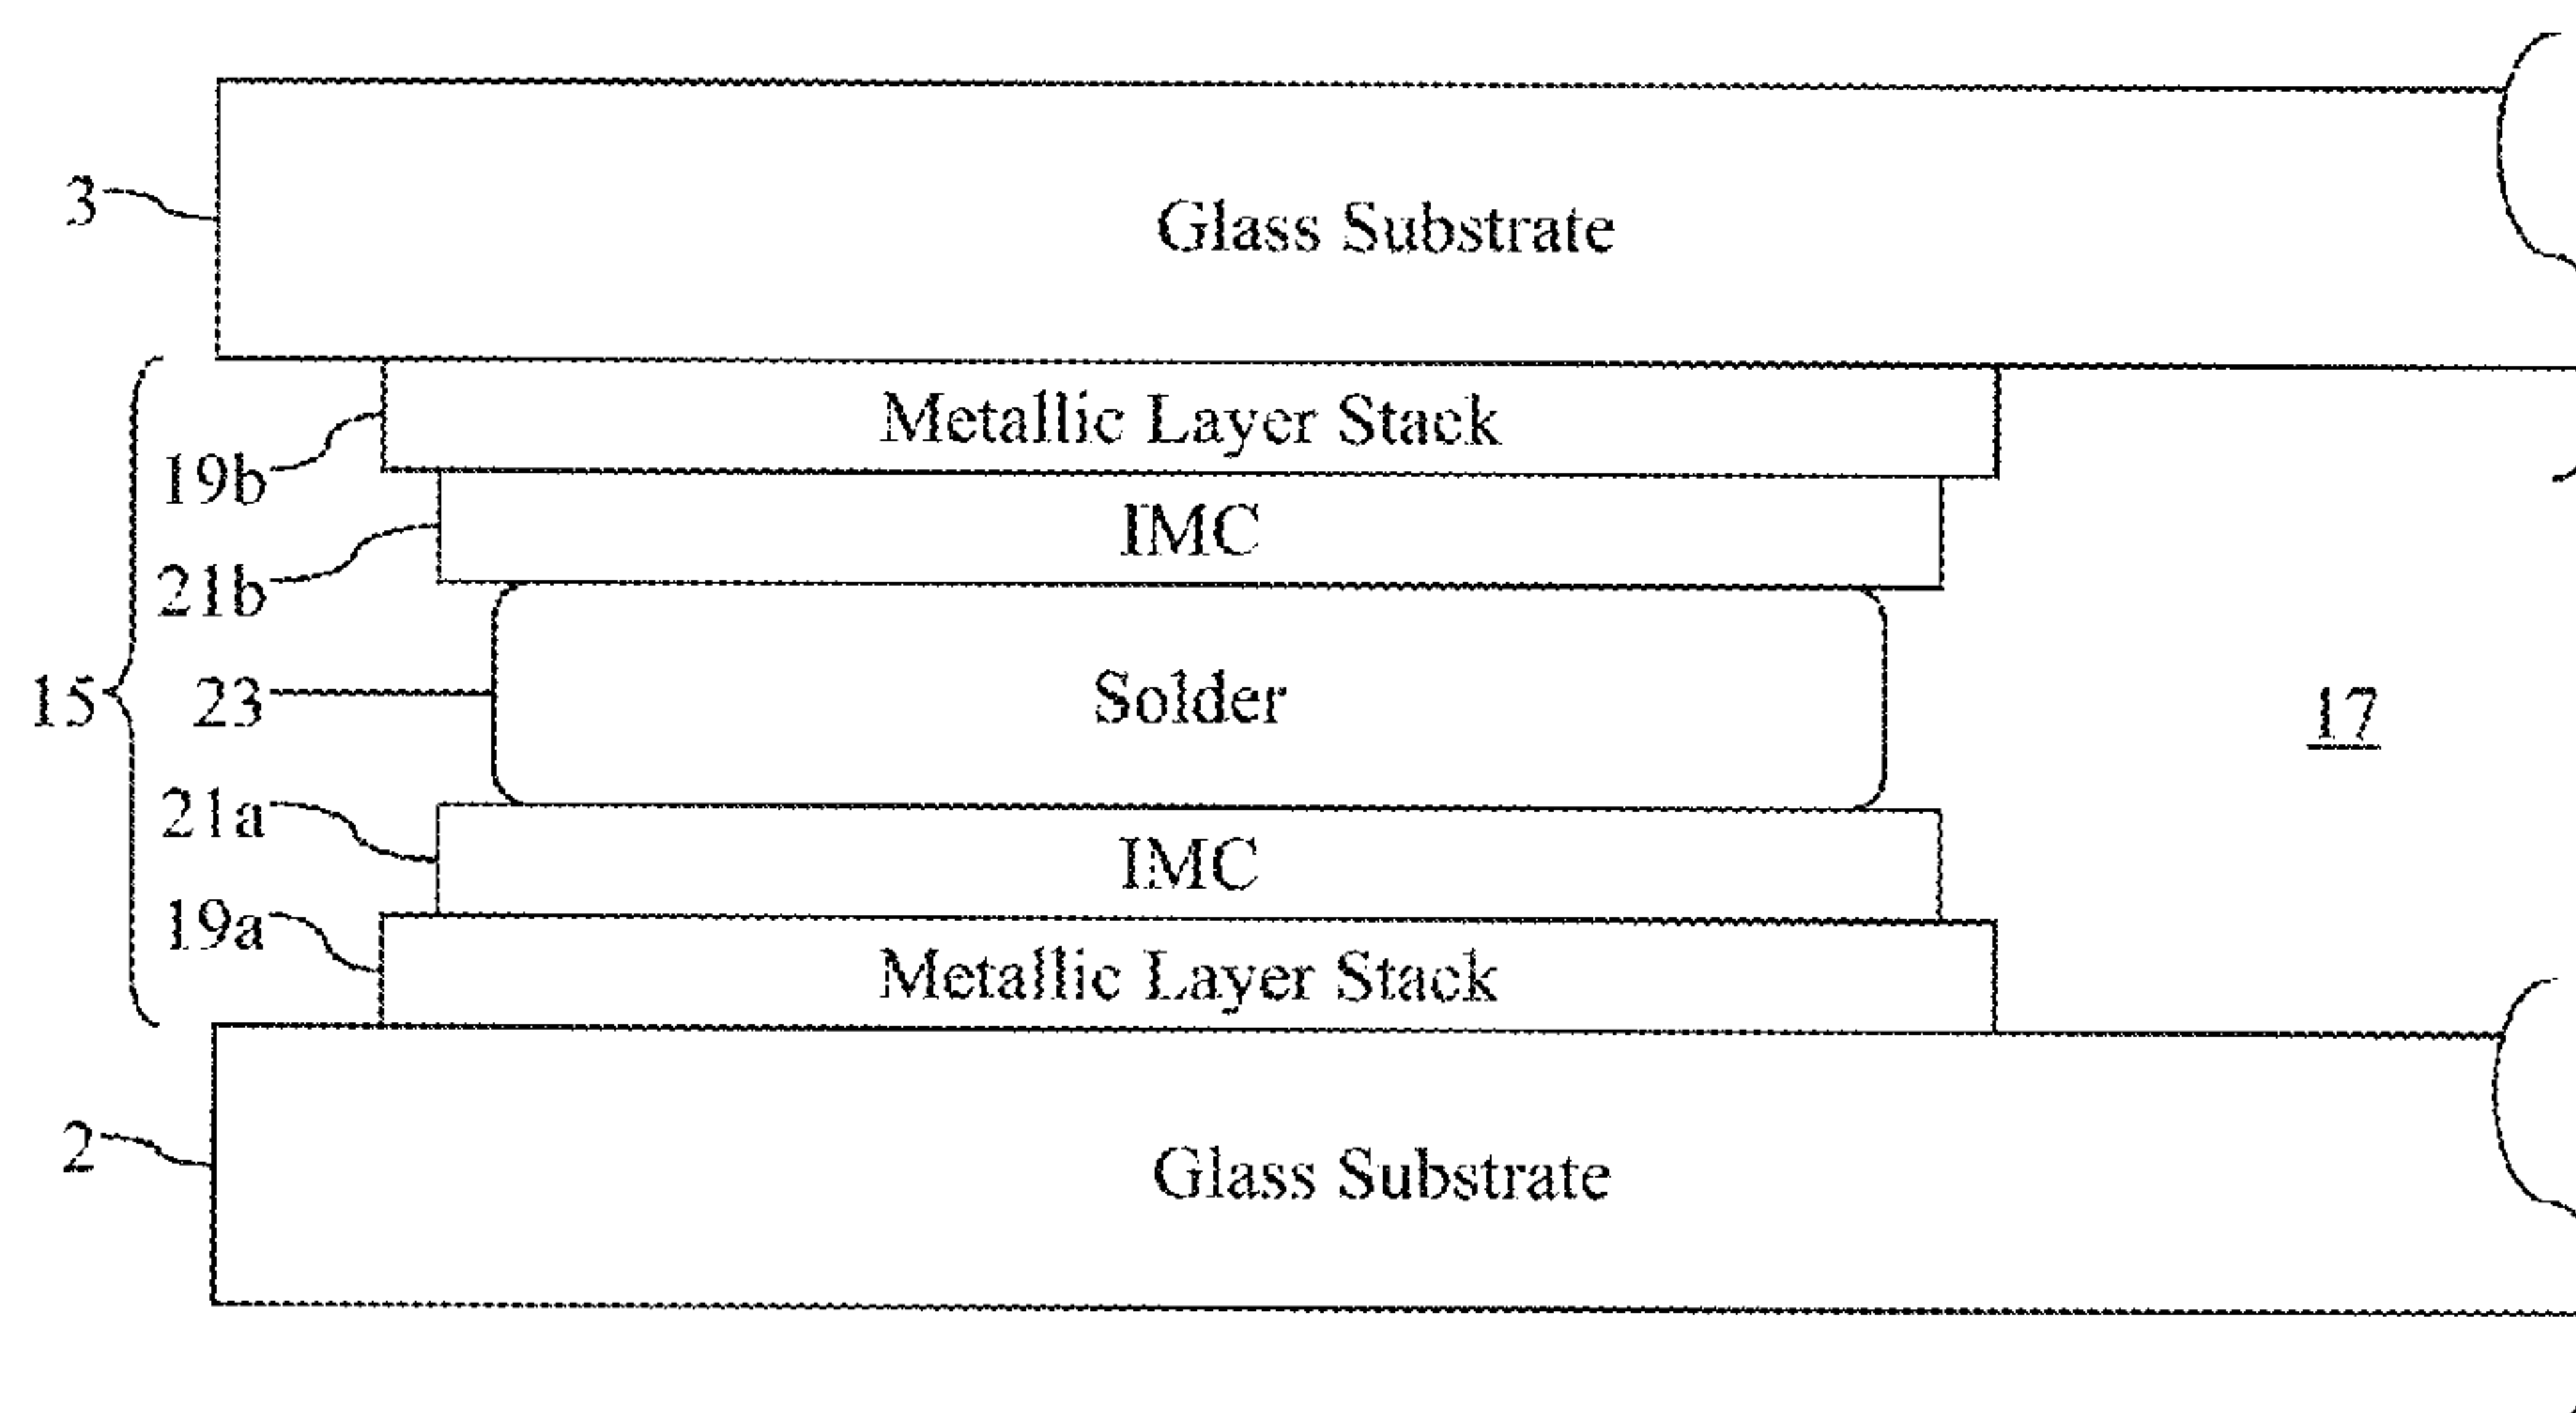 3
Glass Substrate
19b
Metallic Layer Stack
21b
IMC
15
23
Solder
17
21a
IMC
19a
Metallic Layer Stack
2
Glass Substrate